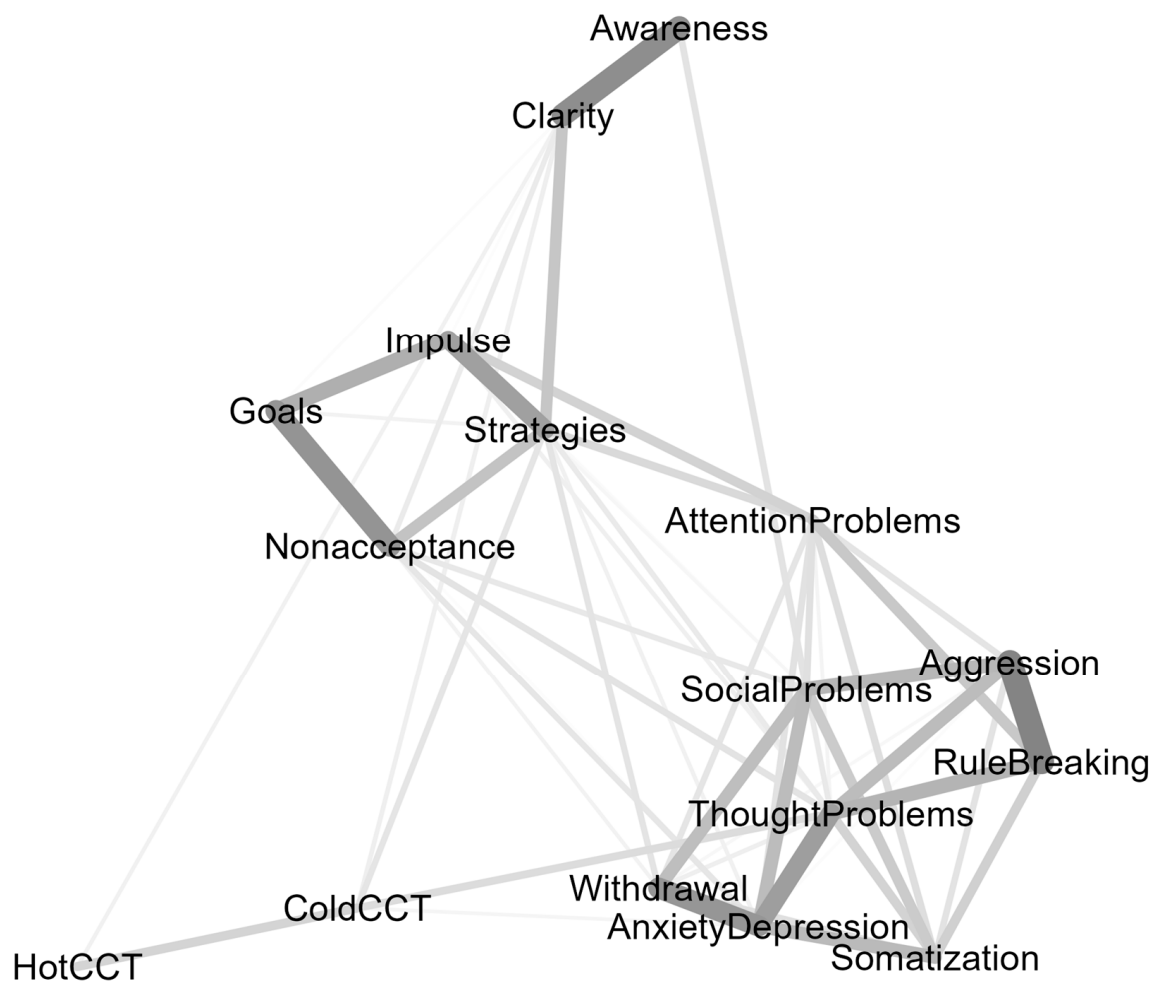 Awareness
Clarity
Impulse
Goals
Strategies
AttentionProblems
Nonacceptance
Aggression
SocialProblems
RuleBreaking
ThoughtProblems
Withdrawal
ColdCCT
AnxietyDepression
Somatization
HotCCT